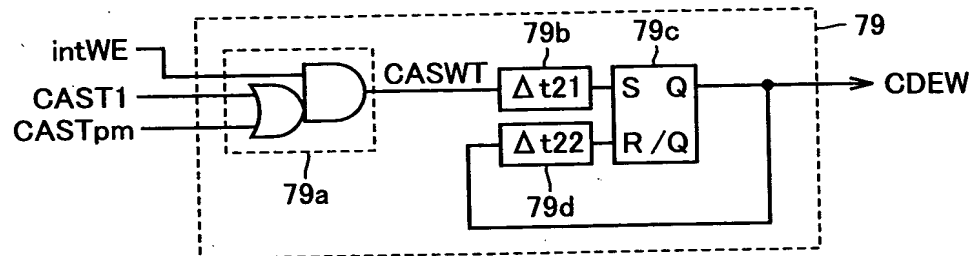 79
79b
79c
intWE
CASWT
CAST1
Δt21
S Q
CDEW
CASTpm
Δt22
R /Q
79a
79d